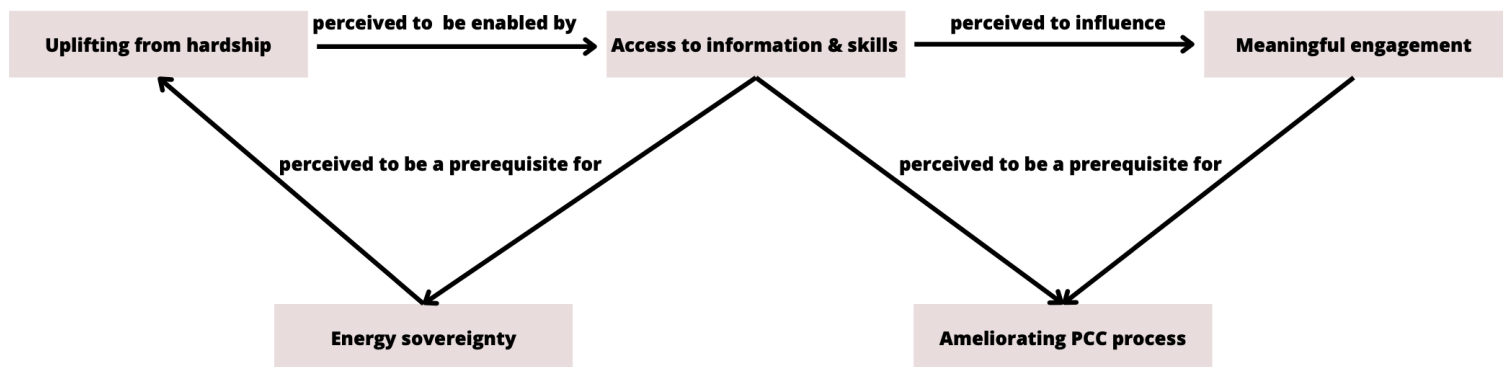 perceived to be enabled by
perceived to influence
Uplifting from hardship
Access to information & skills
Meaningful engagement
perceived to be a prerequisite for
perceived to be a prerequisite for
Energy sovereignty
Ameliorating PCC process